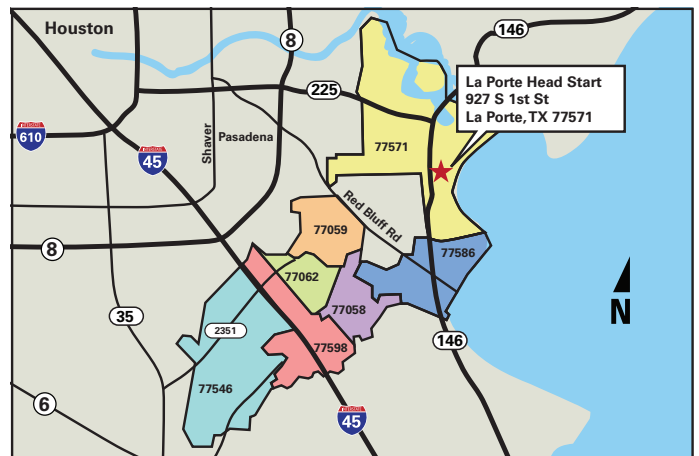 Houston
8
146
225
La Porte Head Start
927 S 1st St
La Porte, TX 77571
610
45
Shaver
Pasadena
77571
Red Bluff Rd
77059
8
77586
77062
77058
35
2351
77598
146
N
77546
6
45